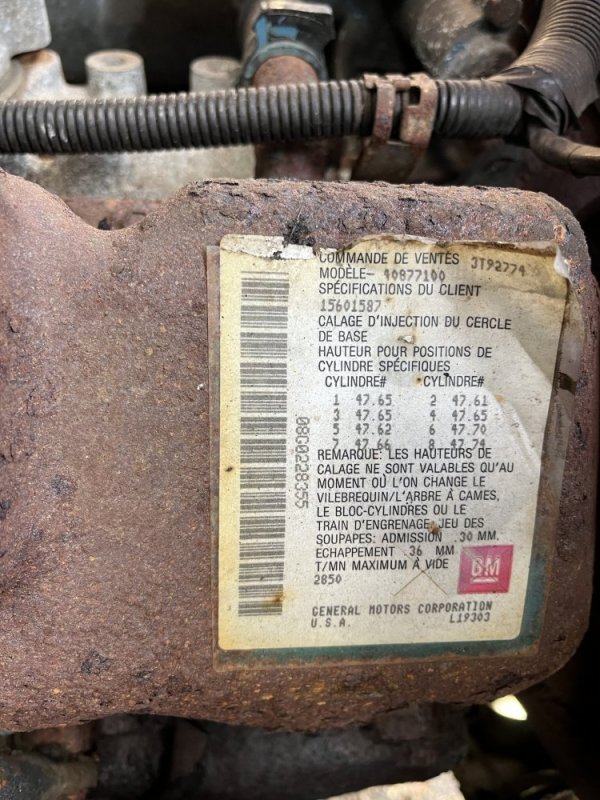 COMMANDE DE VENTES 3T92774
MODÈLE- 40877100
SPÉCIFICATIONS DU CLIENT
15601587
CALAGE D'INJECTION DU CERCLE
DE BASE
HAUTEUR POUR POSITIONS DE
CYLINDRE SPÉCIFIQUES
CYLINDRE# CYLINDRE#
1 47.65 2 47.61
3 47.65 4 47.65
5 47.62 6 47.70
7 47.66 8 47.74
REMARQUE: LES HAUTEURS DE
CALAGE NE SONT VALABLES QU'AU
MOMENT OÙ L'ON CHANGE LE
VILEBREQUIN/L'ARBRE À CAMES,
LE BLOC-CYLINDRES OU LE
TRAIN D'ENGRENAGE: JEU DES
SOUPAPES: ADMISSION .30 MM.
ECHAPPEMENT .36 MM
T/MN MAXIMUM À VIDE
2850
GM
GENERAL MOTORS CORPORATION
U.S.A. L19303
08G0228355